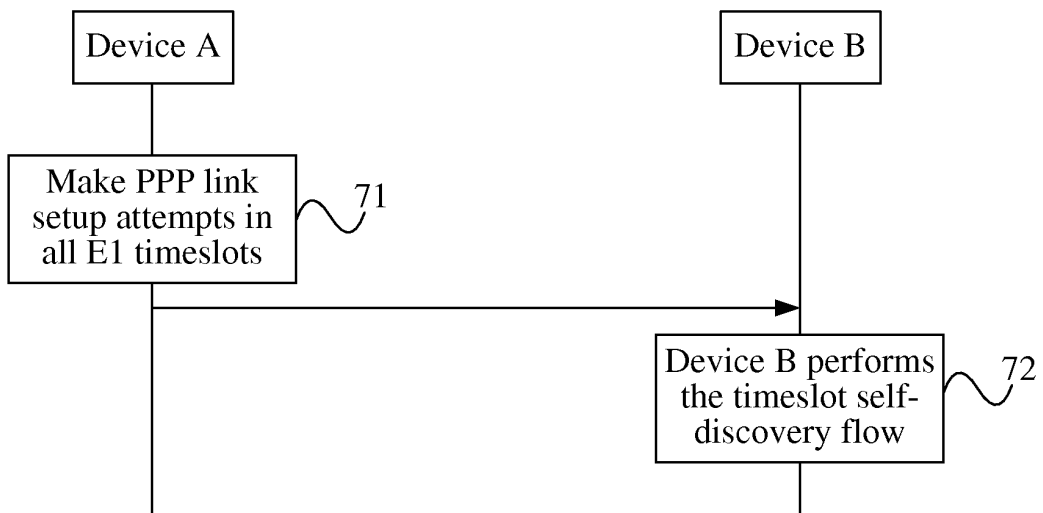 Device A
Device B
Make PPP link
setup attempts in
all E1 timeslots
71
Device B performs
the timeslot self-
discovery flow
72